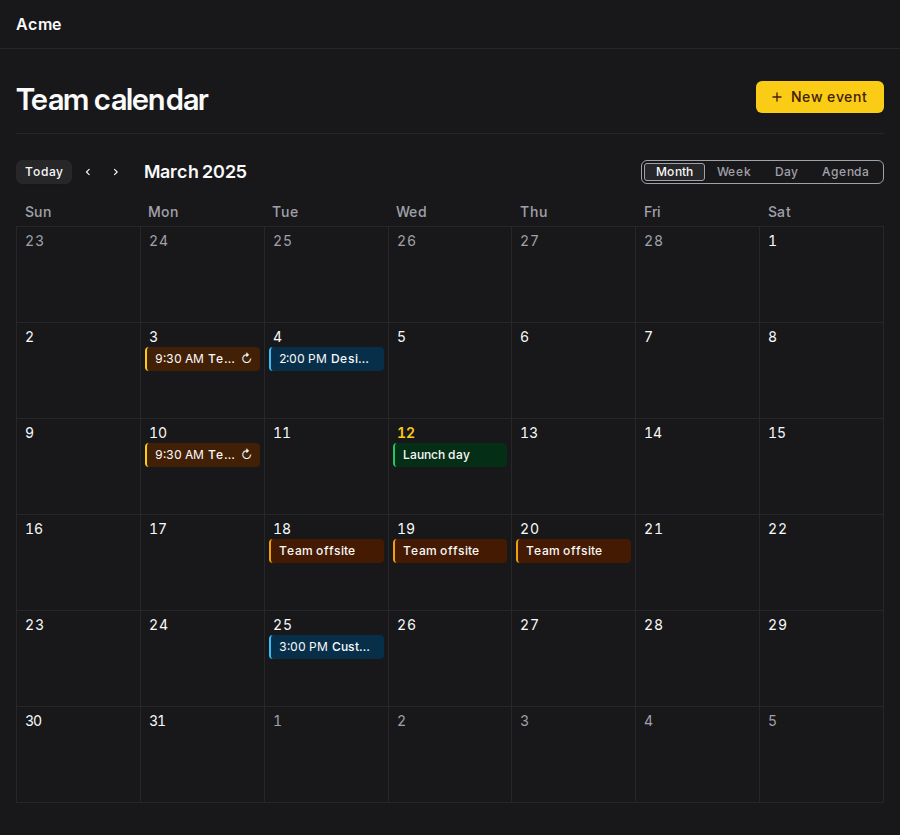 Acme
Team calendar
+ New event
Today ‹ › March 2025
Month Week Day Agenda
Sun Mon Tue Wed Thu Fri Sat
23 24 25 26 27 28 1
2 3 4 5 6 7 8
9:30 AM Te... 2:00 PM Desi...
9 10 11 12 13 14 15
9:30 AM Te... Launch day
16 17 18 19 20 21 22
Team offsite Team offsite Team offsite
23 24 25 26 27 28 29
3:00 PM Cust...
30 31 1 2 3 4 5